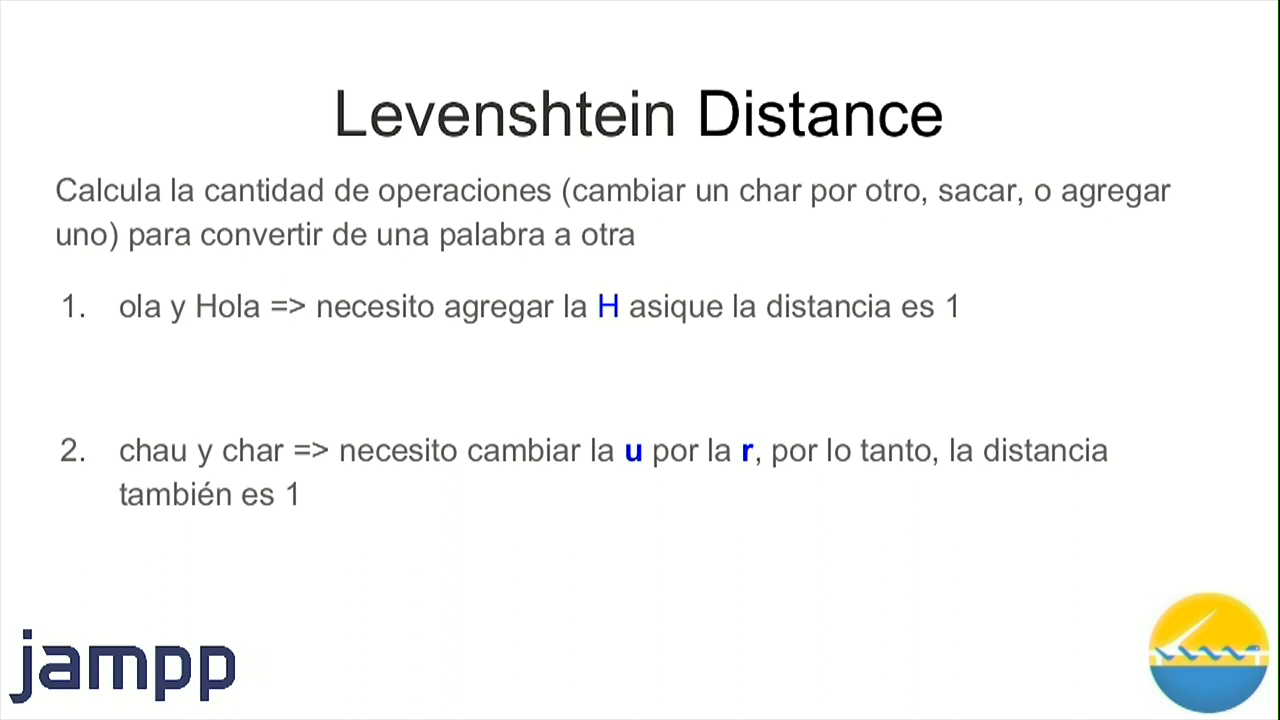 Levenshtein Distance
Calcula la cantidad de operaciones (cambiar un char por otro, sacar, o agregar
uno) para convertir de una palabra a otra
1. ola y Hola => necesito agregar la H asique la distancia es 1
2. chau y char => necesito cambiar la u por la r, por lo tanto, la distancia
también es 1
jampp